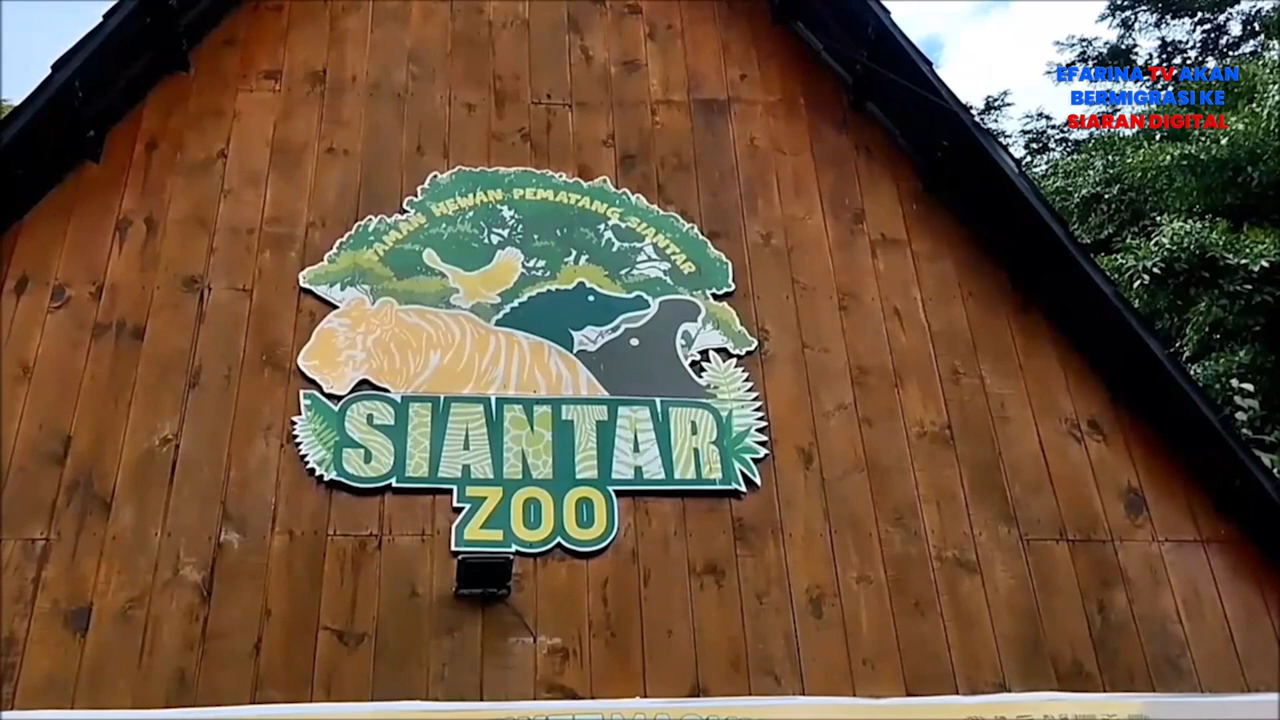 EFARINA TV AKAN
BERMIGRASI KE
SIARAN DIGITAL
TAMAN HEWAN PEMATANG SIANTAR
SIANTAR
ZOO